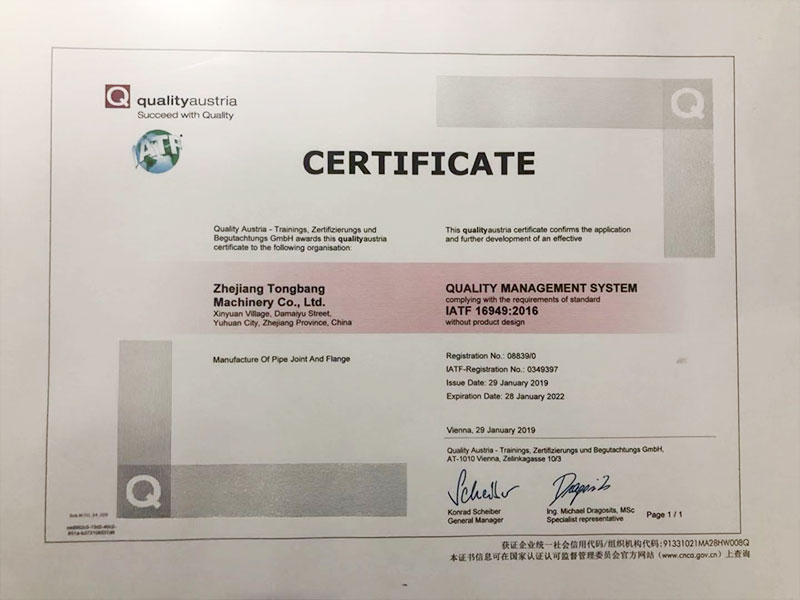 Q qualityaustria
Succeed with Quality
Q
IATF
CERTIFICATE
Quality Austria - Trainings, Zertifizierungs und
Begutachtungs GmbH awards this qualityaustria
certificate to the following organisation:
This qualityaustria certificate confirms the application
and further development of an effective
Zhejiang Tongbang
Machinery Co., Ltd.
Xinyuan Village, Damaiyu Street,
Yuhuan City, Zhejiang Province, China
QUALITY MANAGEMENT SYSTEM
complying with the requirements of standard
IATF 16949:2016
without product design
Manufacture Of Pipe Joint And Flange
Registration No.: 08839/0
IATF-Registration No.: 0349397
Issue Date: 29 January 2019
Expiration Date: 28 January 2022
Vienna, 29 January 2019
Quality Austria - Trainings, Zertifizierungs und Begutachtungs GmbH,
AT-1010 Vienna, Zelinkagasse 10/3
Q
Scheiber
Dragosits
Konrad Scheiber
General Manager
Ing. Michael Dragosits, MSc
Specialist representative
Page 1 / 1
获证企业统一社会信用代码/组织机构代码:91331021MA28HW008Q
本证书信息可在国家认证认可监督管理委员会官方网站(www.cnca.gov.cn)上查询